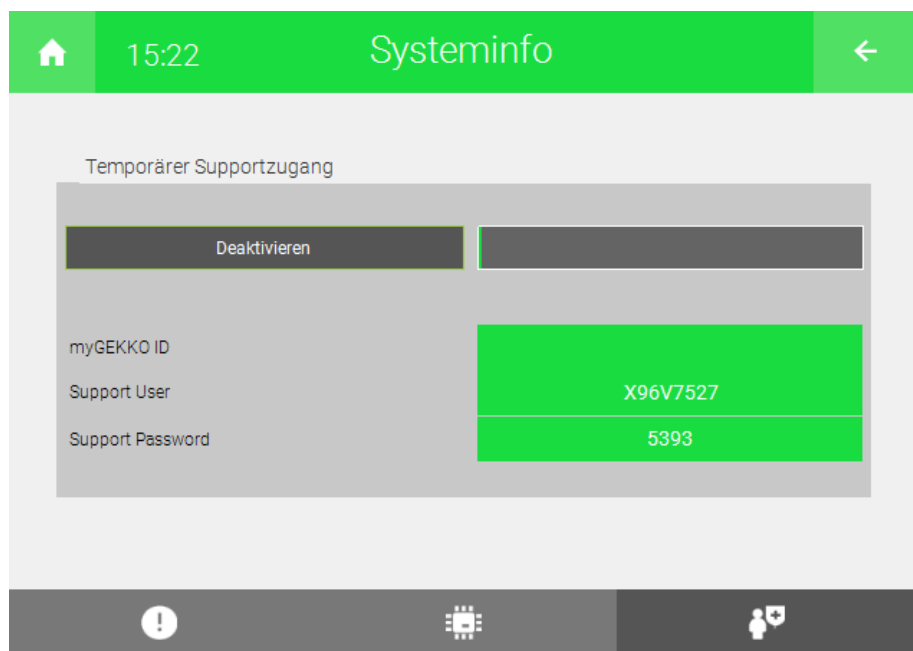 15:22 Systeminfo
Temporärer Supportzugang
Deaktivieren
myGEKKO ID
Support User X96V7527
Support Password 5393